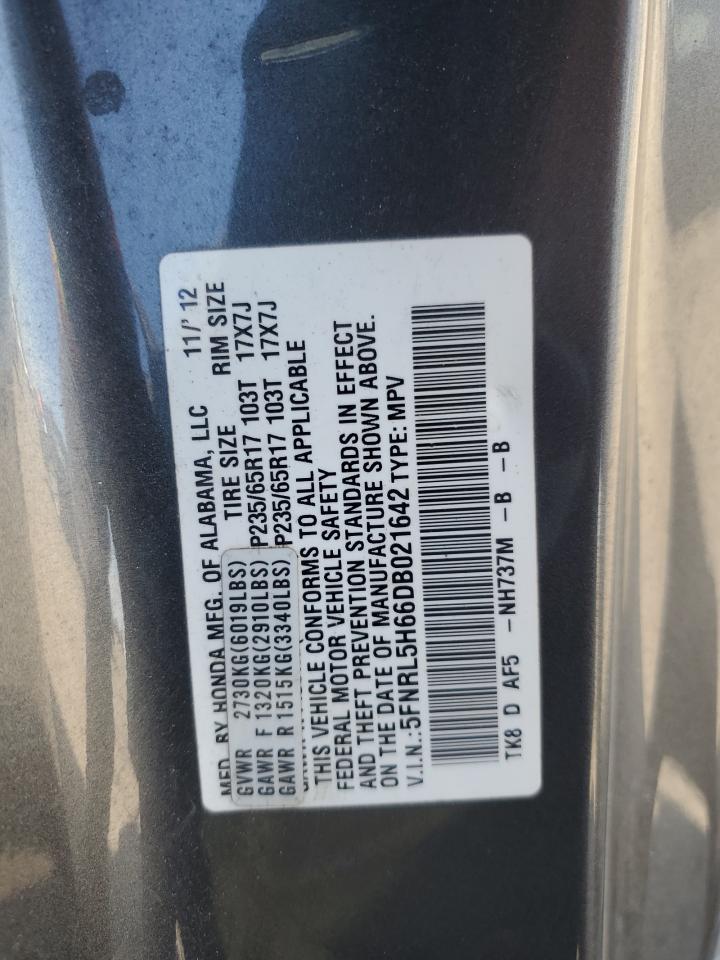 MFD. BY HONDA MFG. OF ALABAMA, LLC 11/'12
TIRE SIZE RIM SIZE
GVWR 2730KG(6019LBS)
GAWR F 1320KG(2910LBS) P235/65R17 103T 17X7J
GAWR R 1515KG(3340LBS) P235/65R17 103T 17X7J
THIS VEHICLE CONFORMS TO ALL APPLICABLE
FEDERAL MOTOR VEHICLE SAFETY
AND THEFT PREVENTION STANDARDS IN EFFECT
ON THE DATE OF MANUFACTURE SHOWN ABOVE.
V.I.N.:5FNRL5H66DB021642 TYPE: MPV
TK8 D AF5 -NH737M -B -B